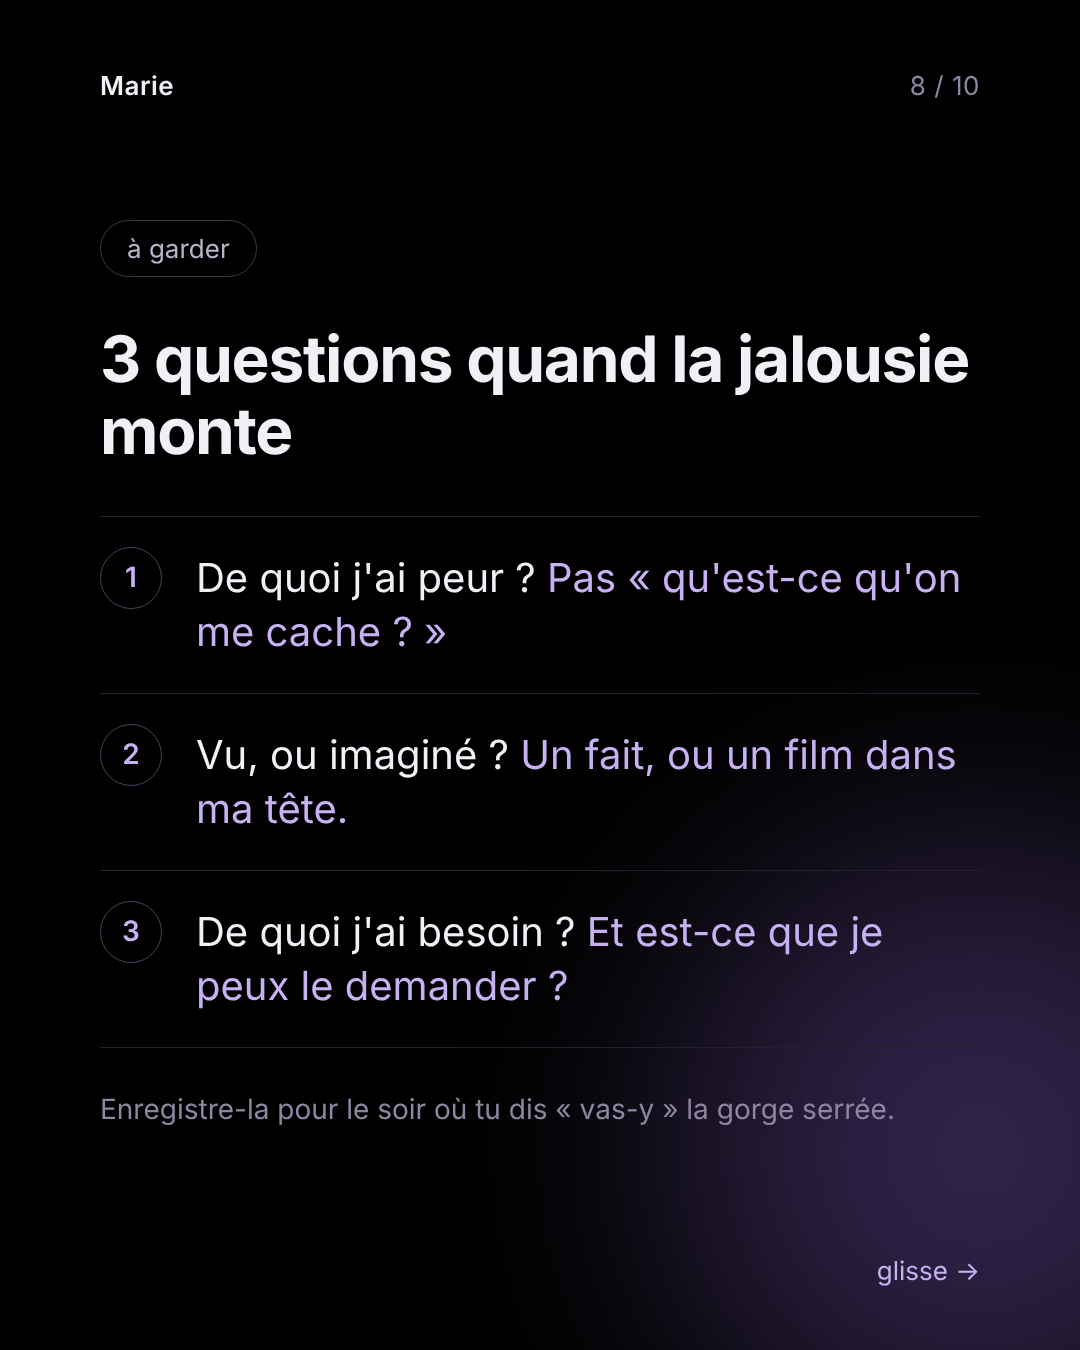 Marie
8 / 10
à garder
3 questions quand la jalousie
monte
1
De quoi j'ai peur ? Pas « qu'est-ce qu'on
me cache ? »
2
Vu, ou imaginé ? Un fait, ou un film dans
ma tête.
3
De quoi j'ai besoin ? Et est-ce que je
peux le demander ?
Enregistre-la pour le soir où tu dis « vas-y » la gorge serrée.
glisse →